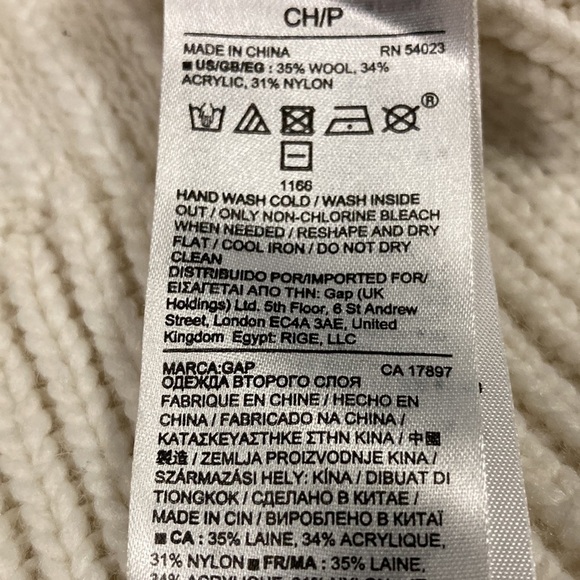 CH/P
MADE IN CHINA RN 54023
■ US/GB/EG : 35% WOOL, 34%
ACRYLIC, 31% NYLON
®
1166
HAND WASH COLD / WASH INSIDE
OUT / ONLY NON-CHLORINE BLEACH
WHEN NEEDED / RESHAPE AND DRY
FLAT / COOL IRON / DO NOT DRY
CLEAN
DISTRIBUIDO POR/IMPORTED FOR/
ΕΙΣΑΓΕΤΑΙ ΑΠΟ ΤΗΝ: Gap (UK
Holdings) Ltd. 5th Floor, 6 St Andrew
Street, London EC4A 3AE, United
Kingdom Egypt: RIGE, LLC
MARCA:GAP CA 17897
ОДЕЖДА ВТОРОГО СЛОЯ
FABRIQUE EN CHINE / HECHO EN
CHINA / FABRICADO NA CHINA /
ΚΑΤΑΣΚΕΥΑΣΤΗΚΕ ΣΤΗΝ ΚΙΝΑ / 中國
製造 / ZEMLJA PROIZVODNJE KINA /
SZÁRMAZÁSI HELY: KÍNA / DIBUAT DI
TIONGKOK / СДЕЛАНО В КИТАЕ /
MADE IN CIN / ВИРОБЛЕНО В КИТАЇ
■ CA : 35% LAINE, 34% ACRYLIQUE,
31% NYLON ■ FR/MA : 35% LAINE,
34% ACRYLIQUE, 31% NYLON